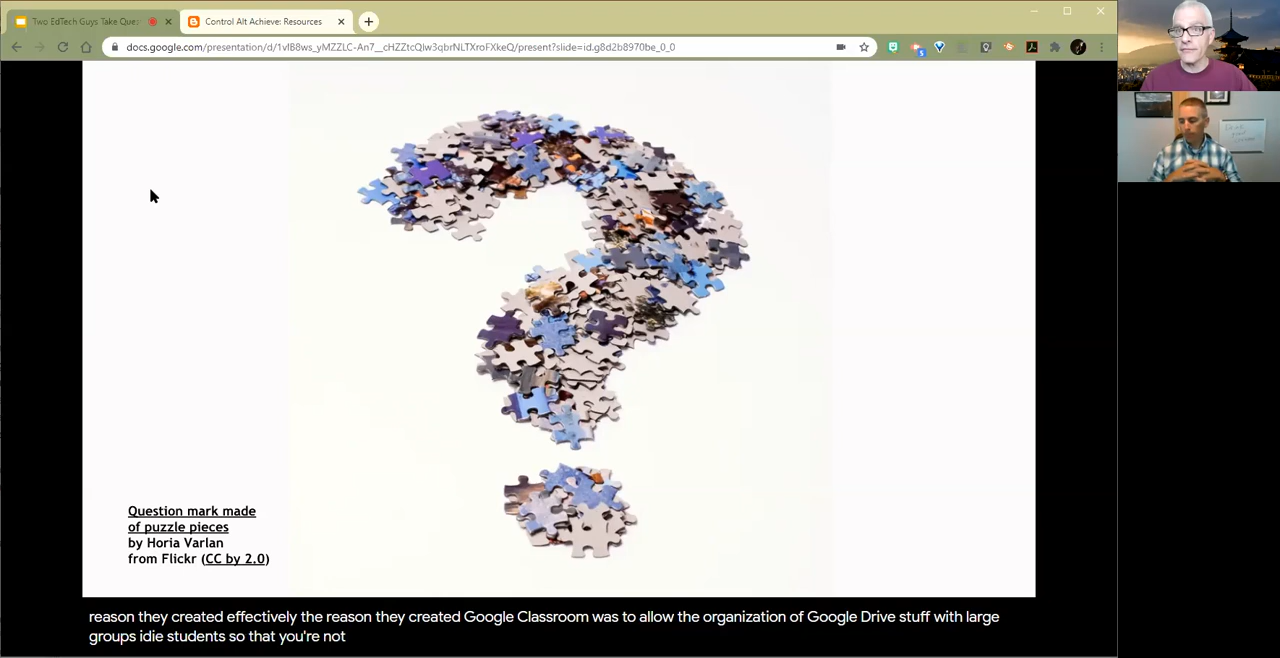 Two EdTech Guys Take Que
Control Alt Achieve: Resources
docs.google.com/presentation/d/1vlB8ws_yMZZLC-An7__cHZZtcQlw3qbrNLTXroFXkeQ/present?slide=id.g8d2b8970be_0_0
5
Question mark made
of puzzle pieces
by Horia Varlan
from Flickr (CC by 2.0)
reason they created effectively the reason they created Google Classroom was to allow the organization of Google Drive stuff with large
groups idie students so that you're not